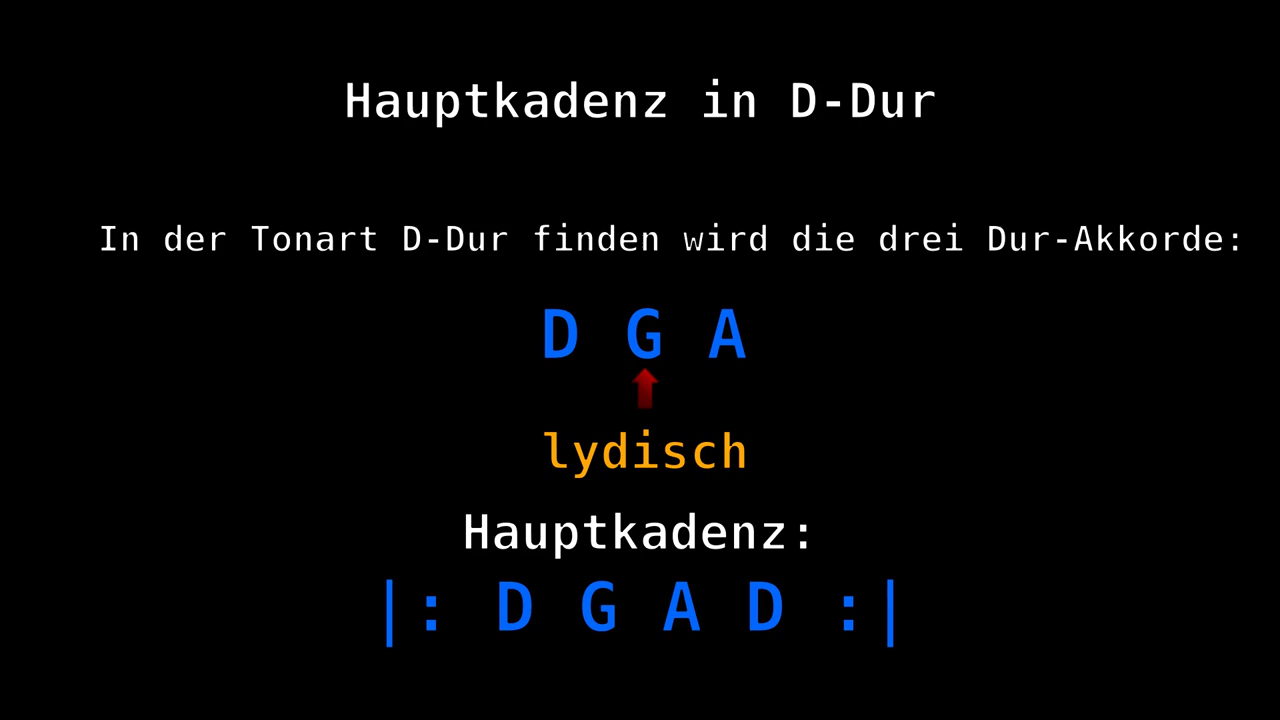 Hauptkadenz in D-Dur
In der Tonart D-Dur finden wird die drei Dur-Akkorde:
D G A
lydisch
Hauptkadenz:
|: D G A D :|